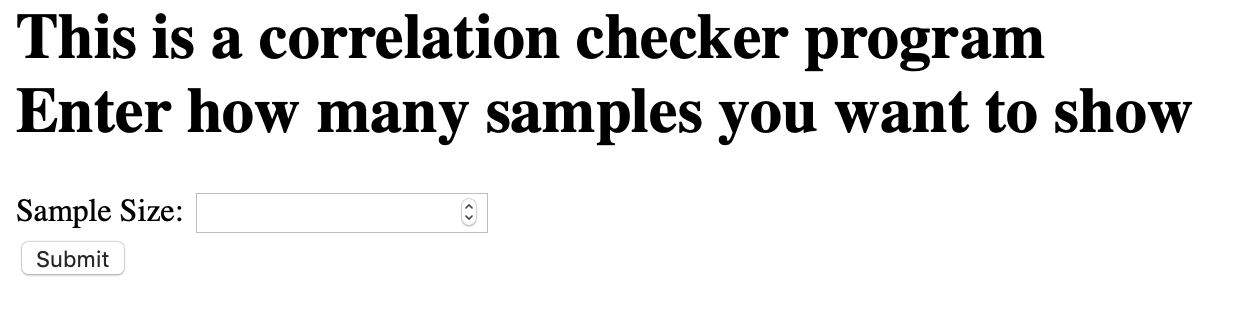 This is a correlation checker program
Enter how many samples you want to show
Sample Size:
Submit